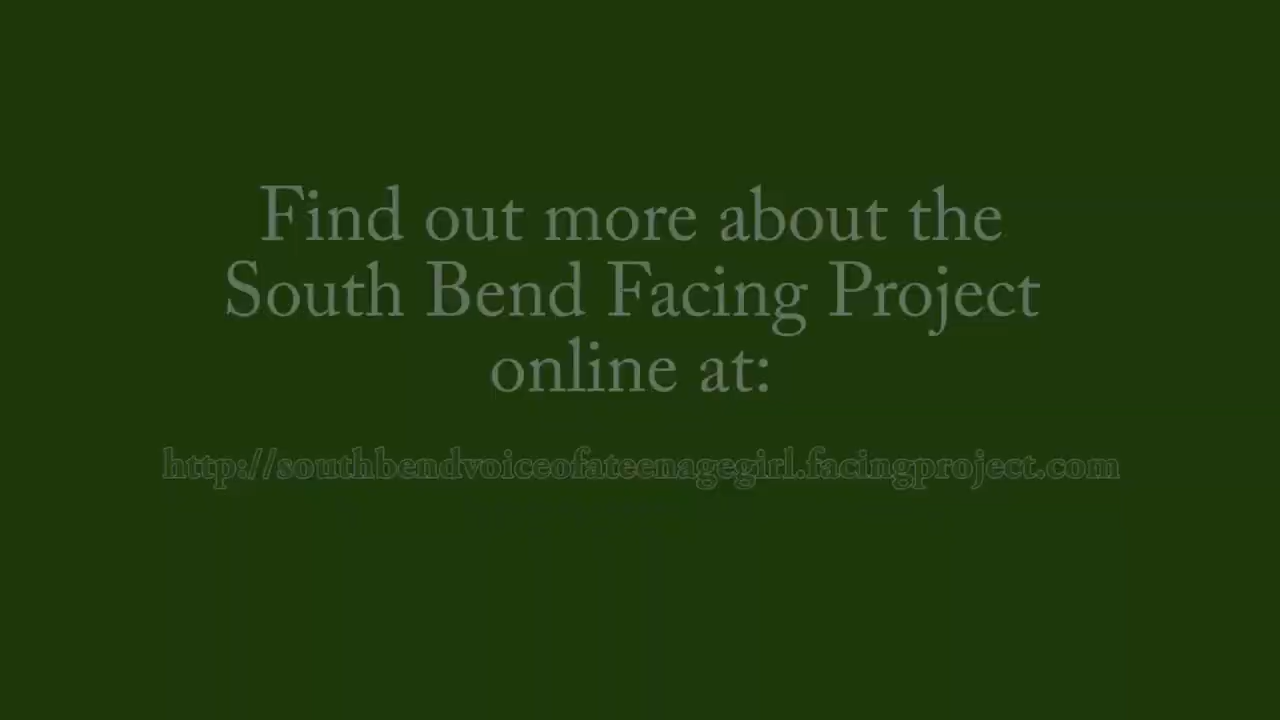 Find out more about the
South Bend Facing Project
online at:
http://southbendvoiceofateenagegirl.facingproject.com